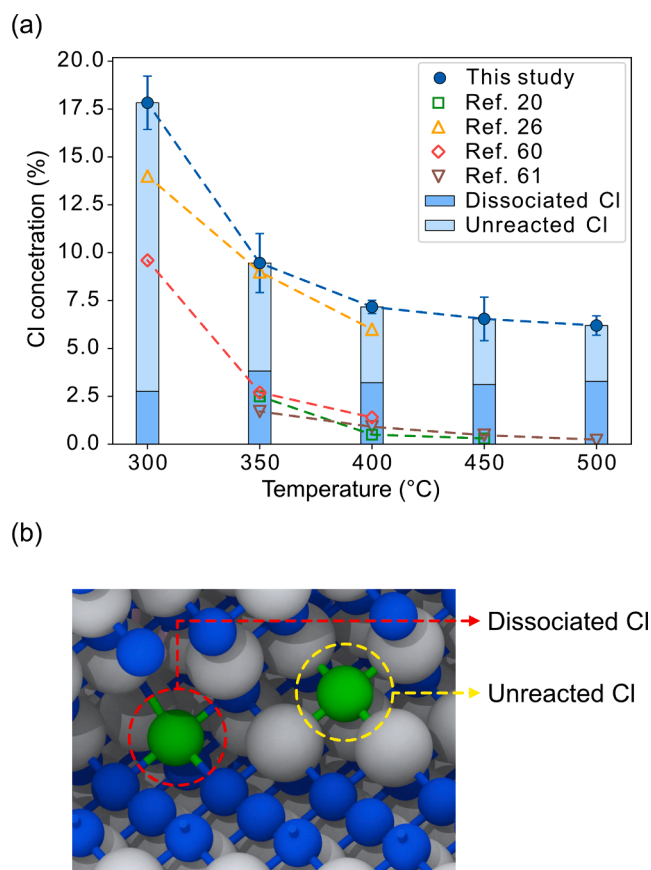 (a)
20.0
17.5
15.0
12.5
10.0
7.5
5.0
2.5
0.0
Cl concetration (%)
This study
Ref. 20
Ref. 26
Ref. 60
Ref. 61
Dissociated Cl
Unreacted Cl
300 350 400 450 500
Temperature (°C)
(b)
Dissociated Cl
Unreacted Cl